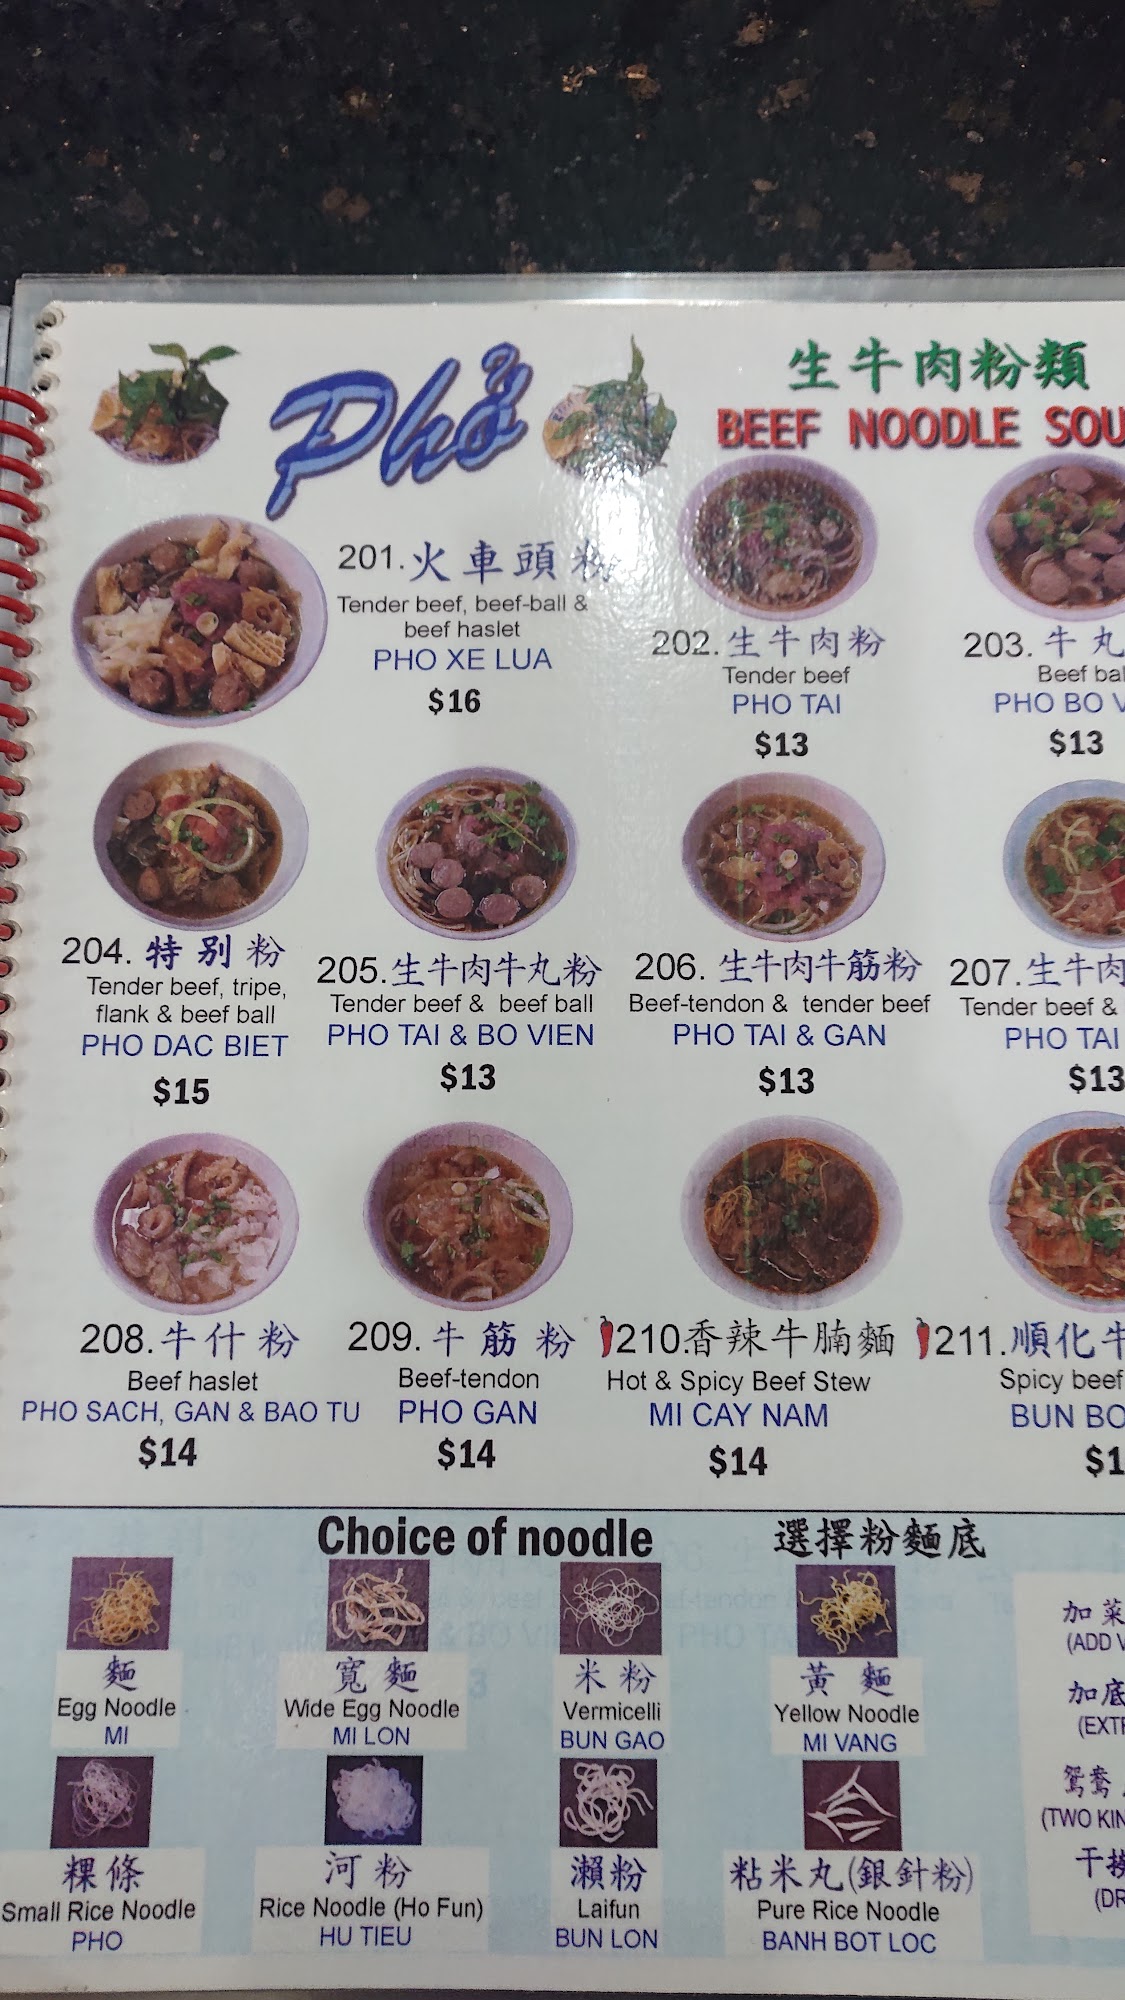 Phở
生牛肉粉類
BEEF NOODLE
201.火車頭粉
Tender beef, beef-ball &
beef haslet
PHO XE LUA
$16
202.生牛肉粉
Tender beef
PHO TAI
$13
203.牛丸
Beef
PHO BO
$13
204.特别粉
Tender beef, tripe,
flank & beef ball
PHO DAC BIET
$15
205.生牛肉牛丸粉
Tender beef & beef ball
PHO TAI & BO VIEN
$13
206.生牛肉牛筋粉
Beef-tendon & tender beef
PHO TAI & GAN
$13
207.生牛肉
Tender beef &
PHO TAI
$13
208.牛什粉
Beef haslet
PHO SACH, GAN & BAO TU
$14
209.牛筋粉
Beef-tendon
PHO GAN
$14
210香辣牛腩麵
Hot & Spicy Beef Stew
MI CAY NAM
$14
211.順化牛
Spicy beef
BUN BO
Choice of noodle
選擇粉麵底
麵
Egg Noodle
MI
寬麵
Wide Egg Noodle
MI LON
米粉
Vermicelli
BUN GAO
黃麵
Yellow Noodle
MI VANG
粿條
Small Rice Noodle
PHO
河粉
Rice Noodle (Ho Fun)
HU TIEU
瀨粉
Laifun
BUN LON
粘米丸(銀針粉)
Pure Rice Noodle
BANH BOT LOC
加菜
(ADD
加底
鴛鴦
(TWO
干撈